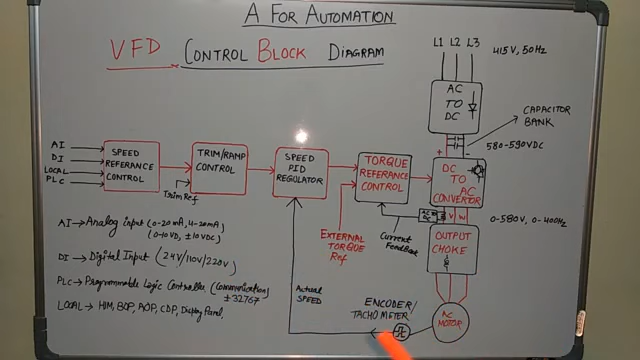 A FOR AUTOMATION
VFD CONTROL BLOCK DIAGRAM
L1 L2 L3
415V, 50Hz
AC
TO
DC
CAPACITOR
BANK
580-590VDC
+ -
AI
DI
LOCAL
PLC
SPEED
REFERANCE
CONTROL
TRIM/RAMP
CONTROL
TrimRef
SPEED
PID
REGULATOR
TORQUE
REFERANCE
CONTROL
DC
TO
AC
CONVERTOR
EXTERNAL
TORQUE
Ref
Current
Feedback
AC
DC
U V W
0-580V, 0-400Hz
OUTPUT
CHOKE
AI → Analog input (0-20mA, 4-20mA)
(0-10VD, ±10VDC)
DI → Digital Input (24V/110V/220V)
PLC → Programmable Logic Controller (Communication)
±32767
LOCAL → HIM, BOP, AOP, CDP, Display Panel
Actual
SPEED
ENCODER/
TACHOMETER
AC
MOTOR